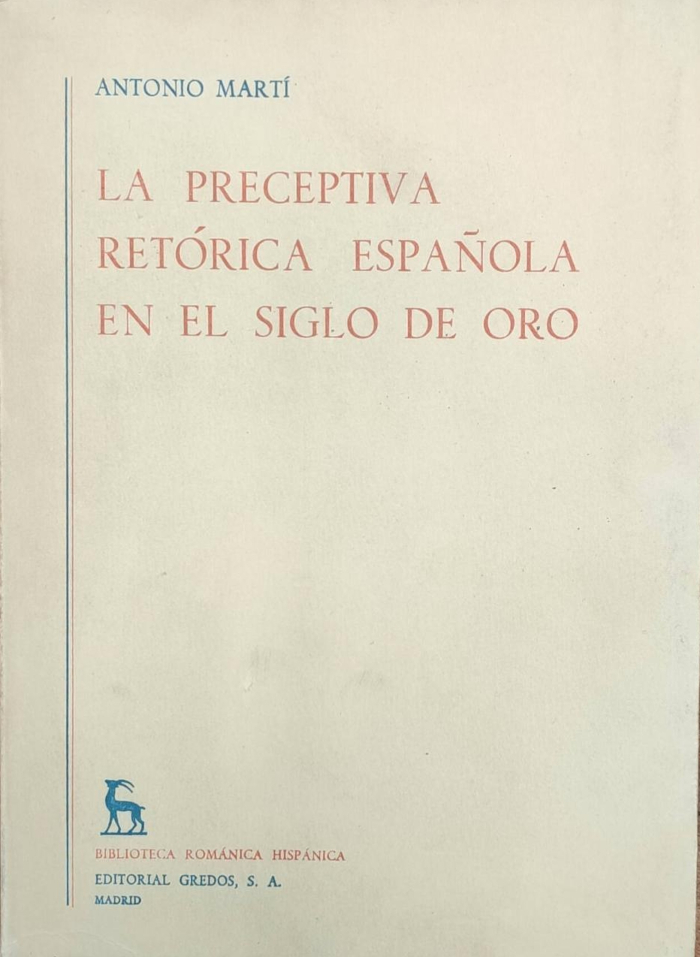 ANTONIO MARTÍ
LA PRECEPTIVA
RETÓRICA ESPAÑOLA
EN EL SIGLO DE ORO
BIBLIOTECA ROMÁNICA HISPÁNICA
EDITORIAL GREDOS, S. A.
MADRID